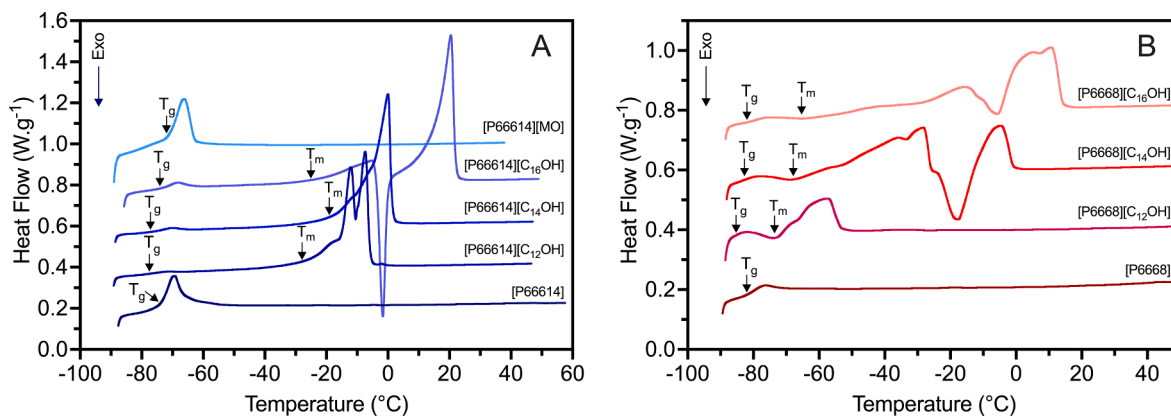 A
Exo
Heat Flow (W.g⁻¹)
1.6
1.4
1.2
1.0
0.8
0.6
0.4
0.2
0.0
Tg
[P66614][MO]
Tg
Tm
[P66614][C₁₆OH]
Tg
Tm
[P66614][C₁₄OH]
Tg
Tm
[P66614][C₁₂OH]
Tg
[P66614]
-100 -80 -60 -40 -20 0 20 40 60
Temperature (°C)
B
Exo
Heat Flow (W.g⁻¹)
1.0
0.8
0.6
0.4
0.2
0.0
Tg
Tm
[P6668][C₁₆OH]
Tg
Tm
[P6668][C₁₄OH]
Tg
Tm
[P6668][C₁₂OH]
Tg
[P6668]
-100 -80 -60 -40 -20 0 20 40
Temperature (°C)